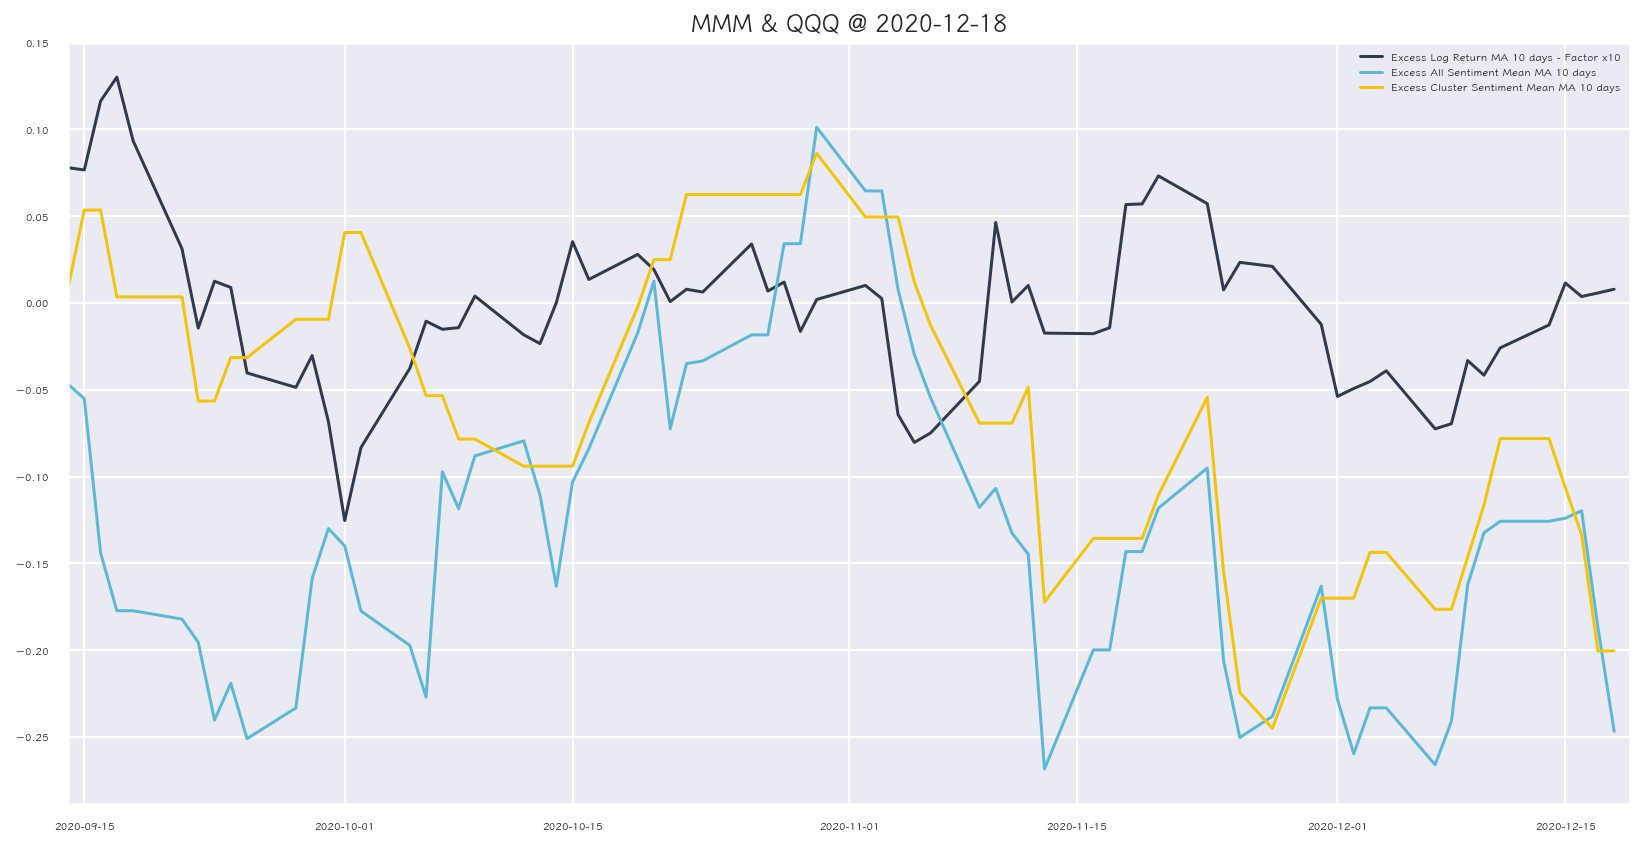 MMM & QQQ @ 2020-12-18
Excess Log Return MA 10 days - Factor x10
Excess All Sentiment Mean MA 10 days
Excess Cluster Sentiment Mean MA 10 days
0.15
0.10
0.05
0.00
−0.05
−0.10
−0.15
−0.20
−0.25
2020-09-15 2020-10-01 2020-10-15 2020-11-01 2020-11-15 2020-12-01 2020-12-15